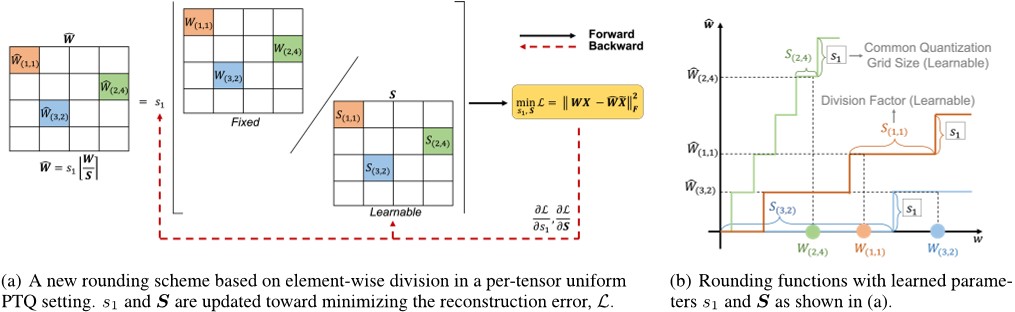 Ŵ
Ŵ(1,1)
Ŵ(2,4)
Ŵ(3,2)
Ŵ = s₁⌊W/S⌉
= s₁
W(1,1)
W(2,4)
W(3,2)
Fixed
S
S(1,1)
S(2,4)
S(3,2)
Learnable
Forward
Backward
min s₁,S ℒ = ‖WX − ŴX̃‖²F
∂ℒ/∂s₁, ∂ℒ/∂S
(a) A new rounding scheme based on element-wise division in a per-tensor uniform
PTQ setting. s₁ and S are updated toward minimizing the reconstruction error, ℒ.
ŵ
S(2,4)
s₁
Common Quantization
Grid Size (Learnable)
Ŵ(2,4)
Division Factor (Learnable)
S(1,1)
s₁
Ŵ(1,1)
Ŵ(3,2)
S(3,2)
s₁
W(2,4)
W(1,1)
W(3,2)
w
(b) Rounding functions with learned parame-
ters s₁ and S as shown in (a).